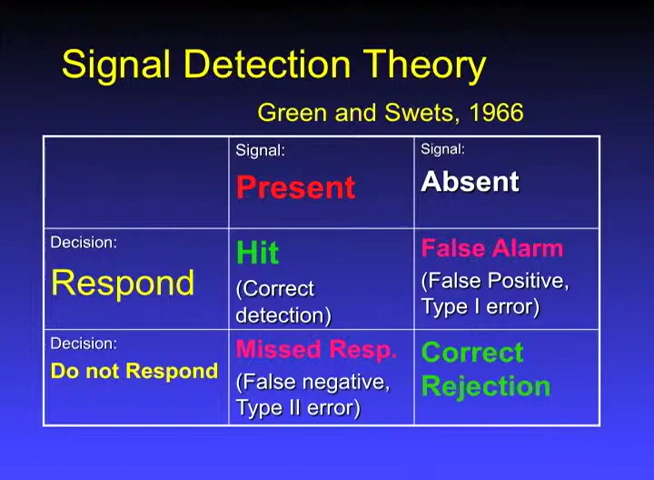 Signal Detection Theory
Green and Swets, 1966
Signal:
Present
Signal:
Absent
Decision:
Respond
Hit
(Correct
detection)
False Alarm
(False Positive,
Type I error)
Decision:
Do not Respond
Missed Resp.
(False negative,
Type II error)
Correct
Rejection